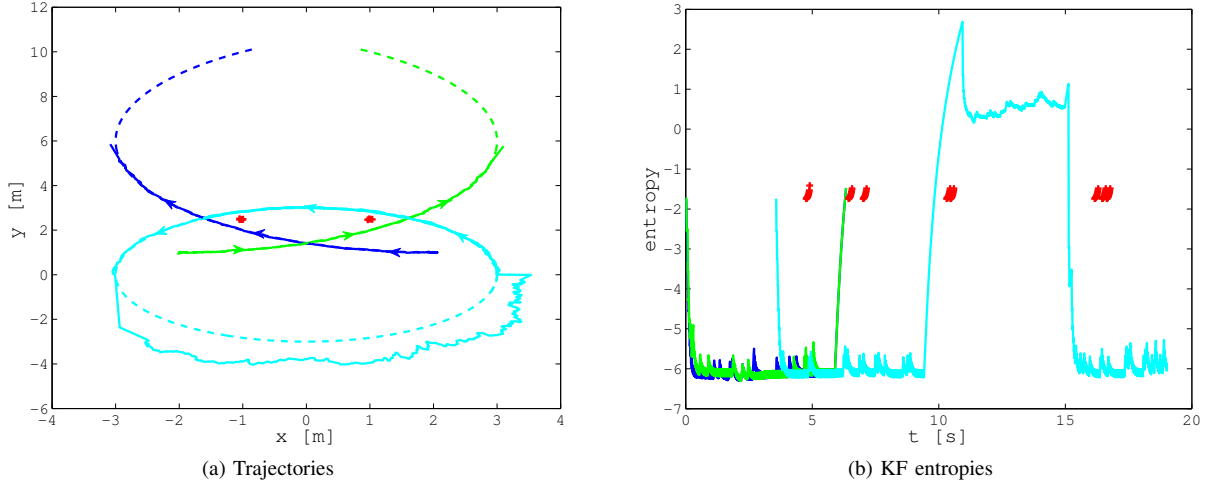 12
10
8
6
4
2
0
−2
−4
−6
y [m]
−4 −3 −2 −1 0 1 2 3 4
x [m]
(a) Trajectories
3
2
1
0
−1
−2
−3
−4
−5
−6
−7
entropy
0 5 10 15 20
t [s]
(b) KF entropies